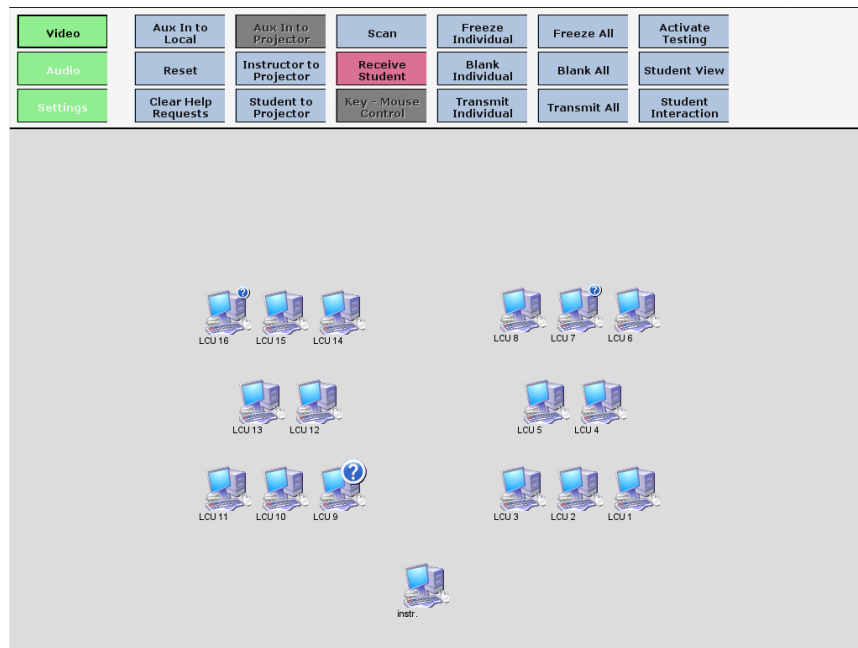 Video
Aux In to
Local
Aux In to
Projector
Scan
Freeze
Individual
Freeze All
Activate
Testing
Audio
Reset
Instructor to
Projector
Receive
Student
Blank
Individual
Blank All
Student View
Settings
Clear Help
Requests
Student to
Projector
Key - Mouse
Control
Transmit
Individual
Transmit All
Student
Interaction
? ?
LCU 16 LCU 15 LCU 14 LCU 8 LCU 7 LCU 6
LCU 13 LCU 12 LCU 5 LCU 4
?
LCU 11 LCU 10 LCU 9 LCU 3 LCU 2 LCU 1
instr.